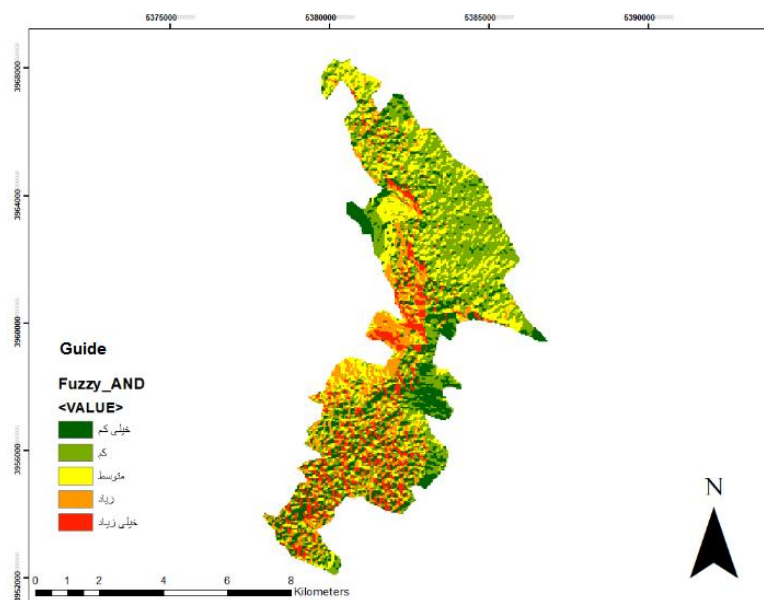 5375000 5380000 5385000 5390000
3968000
3964000
3960000
3956000
3952000
Guide
Fuzzy_AND
<VALUE>
خیلی کم
کم
متوسط
زیاد
خیلی زیاد
N
0 1 2 4 6 8
Kilometers